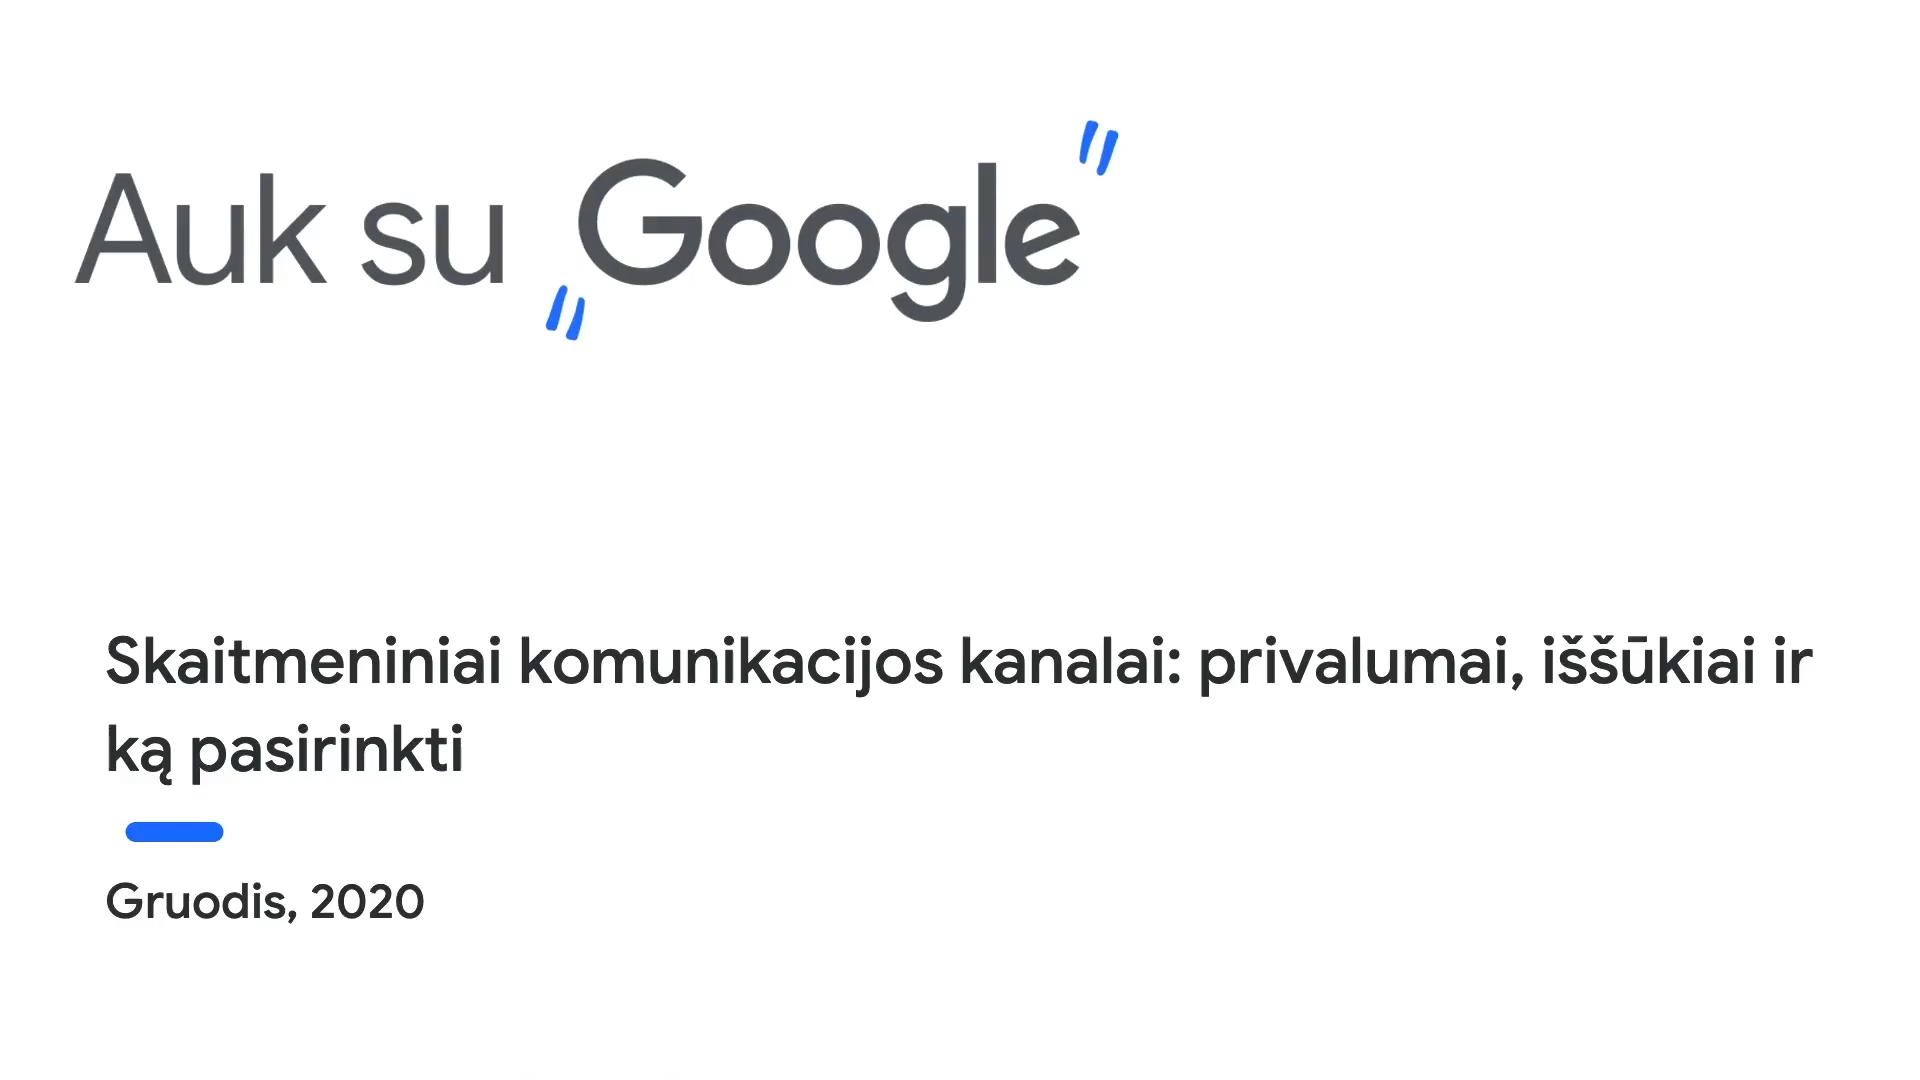 Auk su „Google“
Skaitmeniniai komunikacijos kanalai: privalumai, iššūkiai ir
ką pasirinkti
Gruodis, 2020